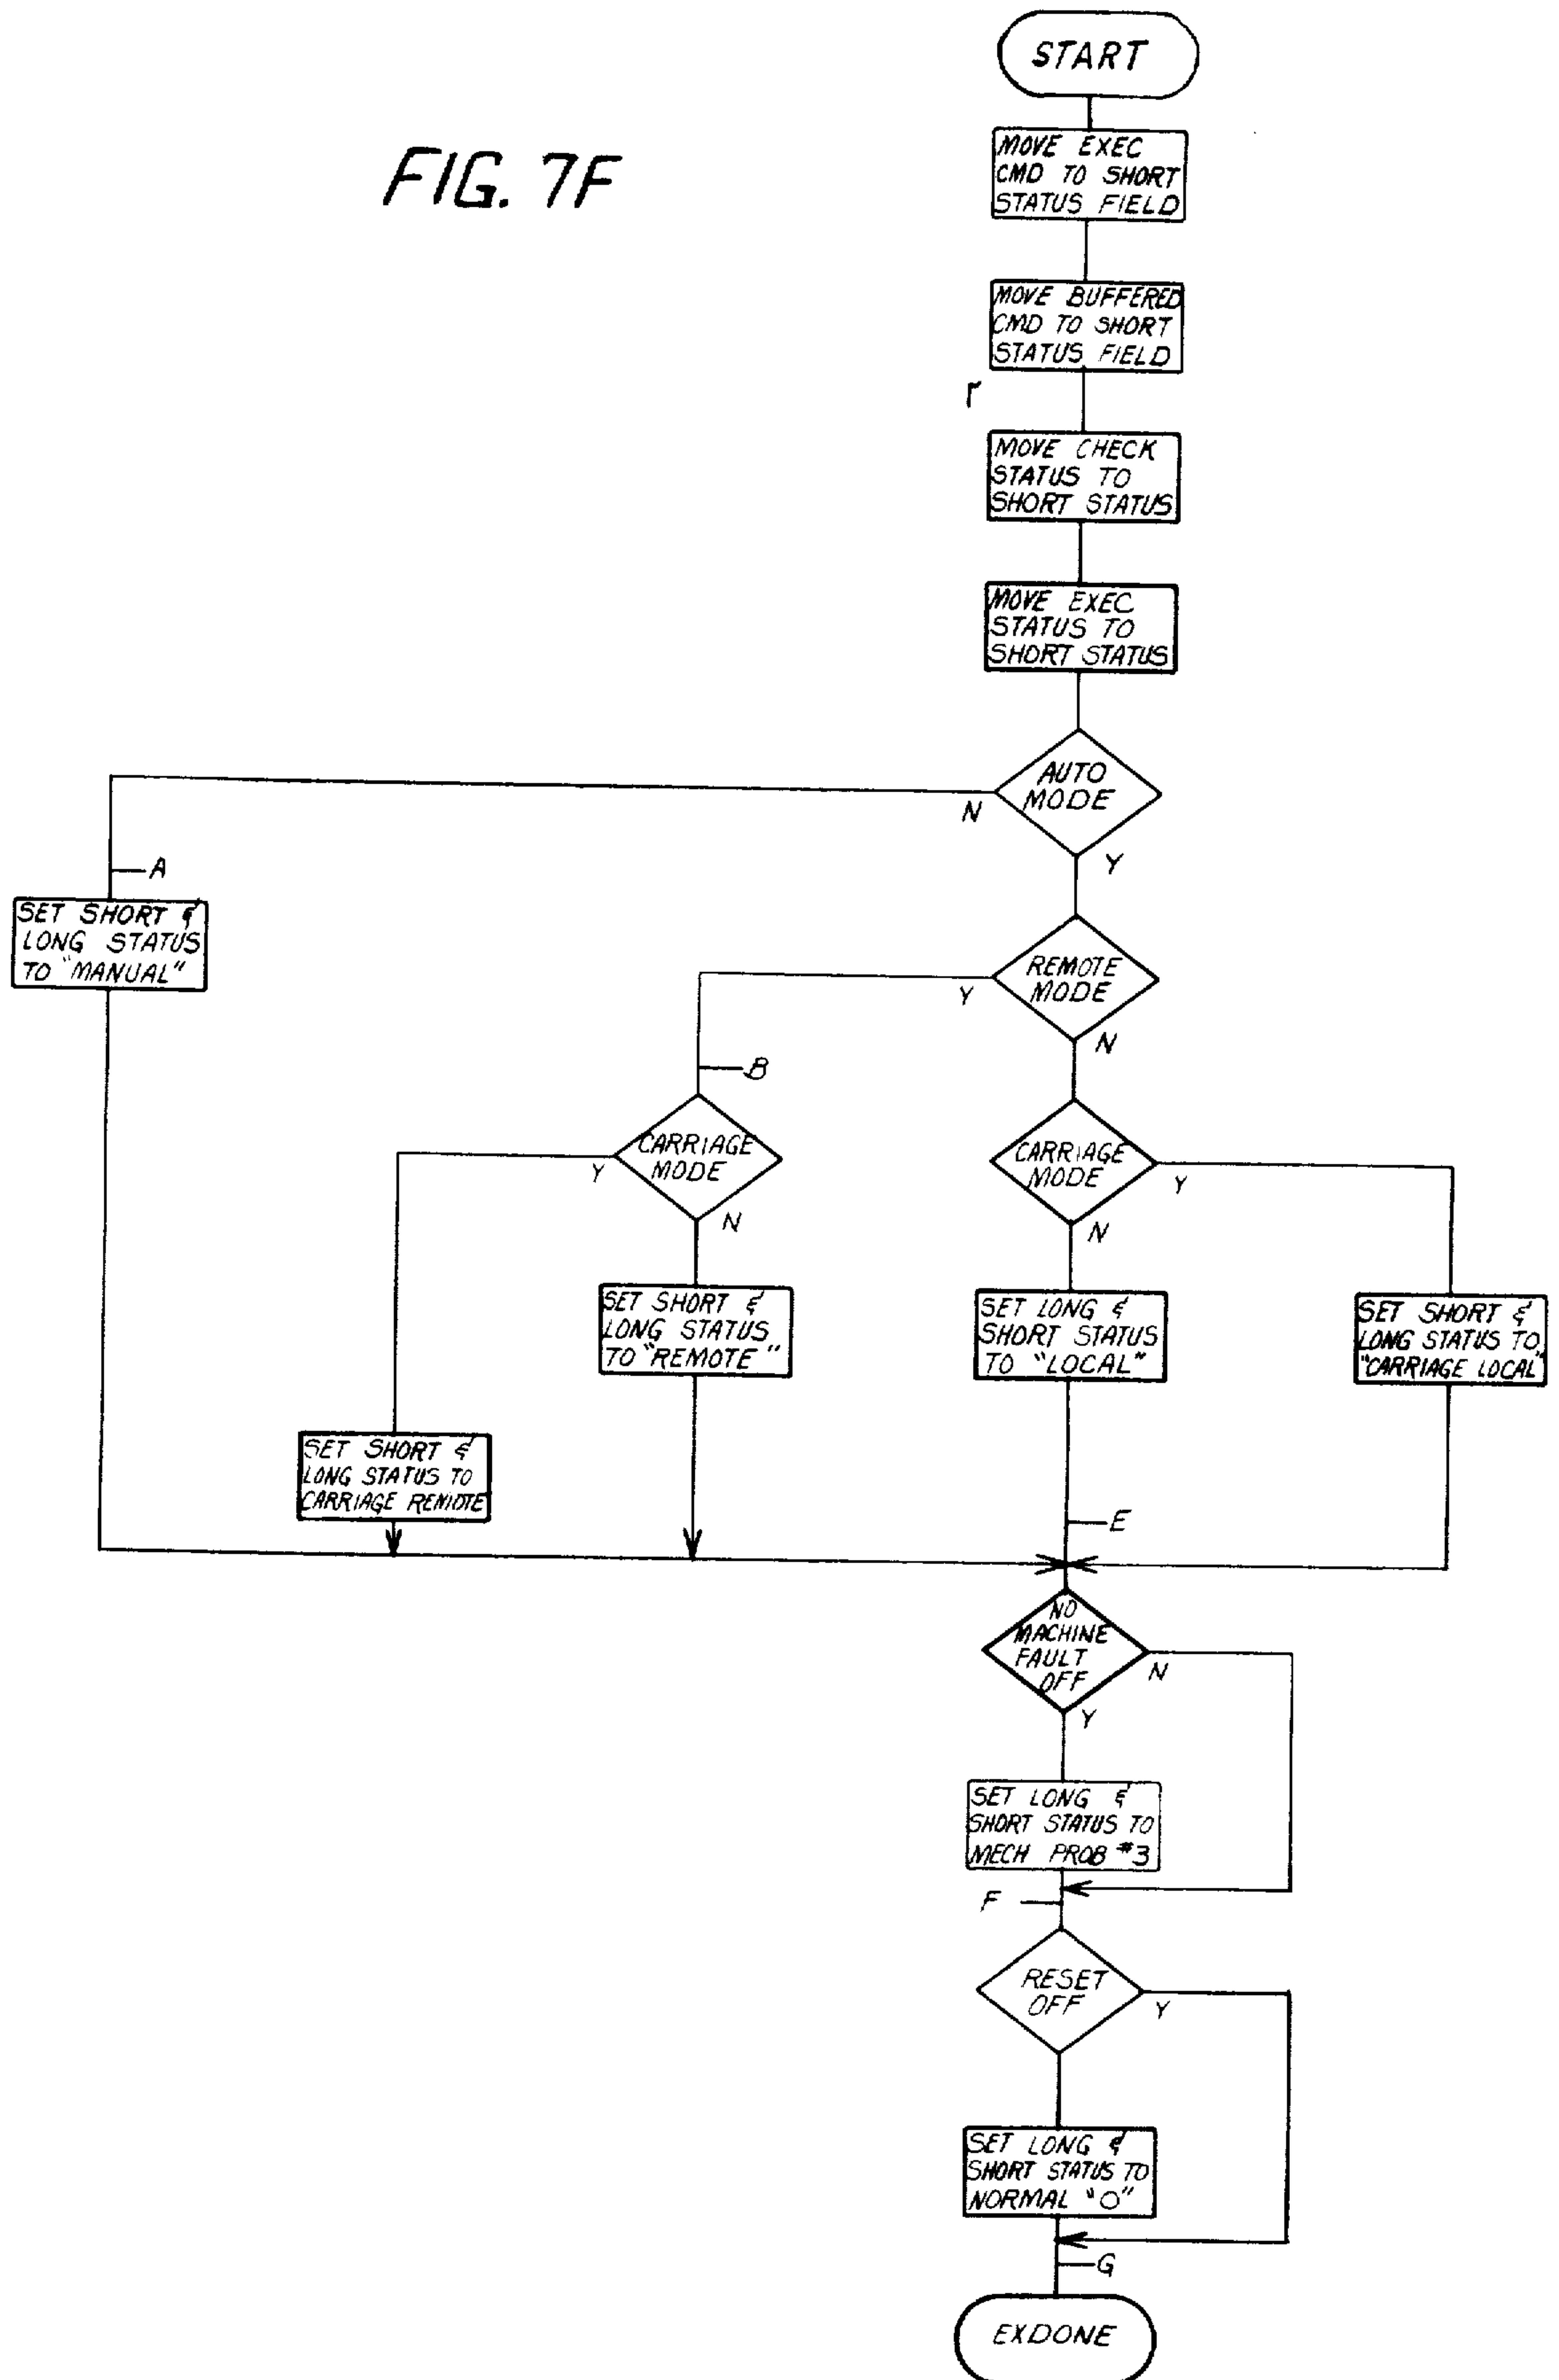 START
FIG. 7F
MOVE EXEC
CMD TO SHORT
STATUS FIELD
MOVE BUFFERED
CMD TO SHORT
STATUS FIELD
MOVE CHECK
STATUS TO
SHORT STATUS
MOVE EXEC
STATUS TO
SHORT STATUS
AUTO
MODE
N
Y
A
SET SHORT &
LONG STATUS
TO "MANUAL"
REMOTE
MODE
Y
N
B
CARRIAGE
MODE
Y
N
CARRIAGE
MODE
Y
N
SET SHORT &
LONG STATUS
TO "REMOTE"
SET LONG &
SHORT STATUS
TO "LOCAL"
SET SHORT &
LONG STATUS TO
"CARRIAGE LOCAL"
SET SHORT &
LONG STATUS TO
CARRIAGE REMOTE
E
NO
MACHINE
FAULT
OFF
N
Y
SET LONG &
SHORT STATUS TO
MECH PROB #3
F
RESET
OFF
Y
SET LONG &
SHORT STATUS TO
NORMAL "O"
G
EXDONE